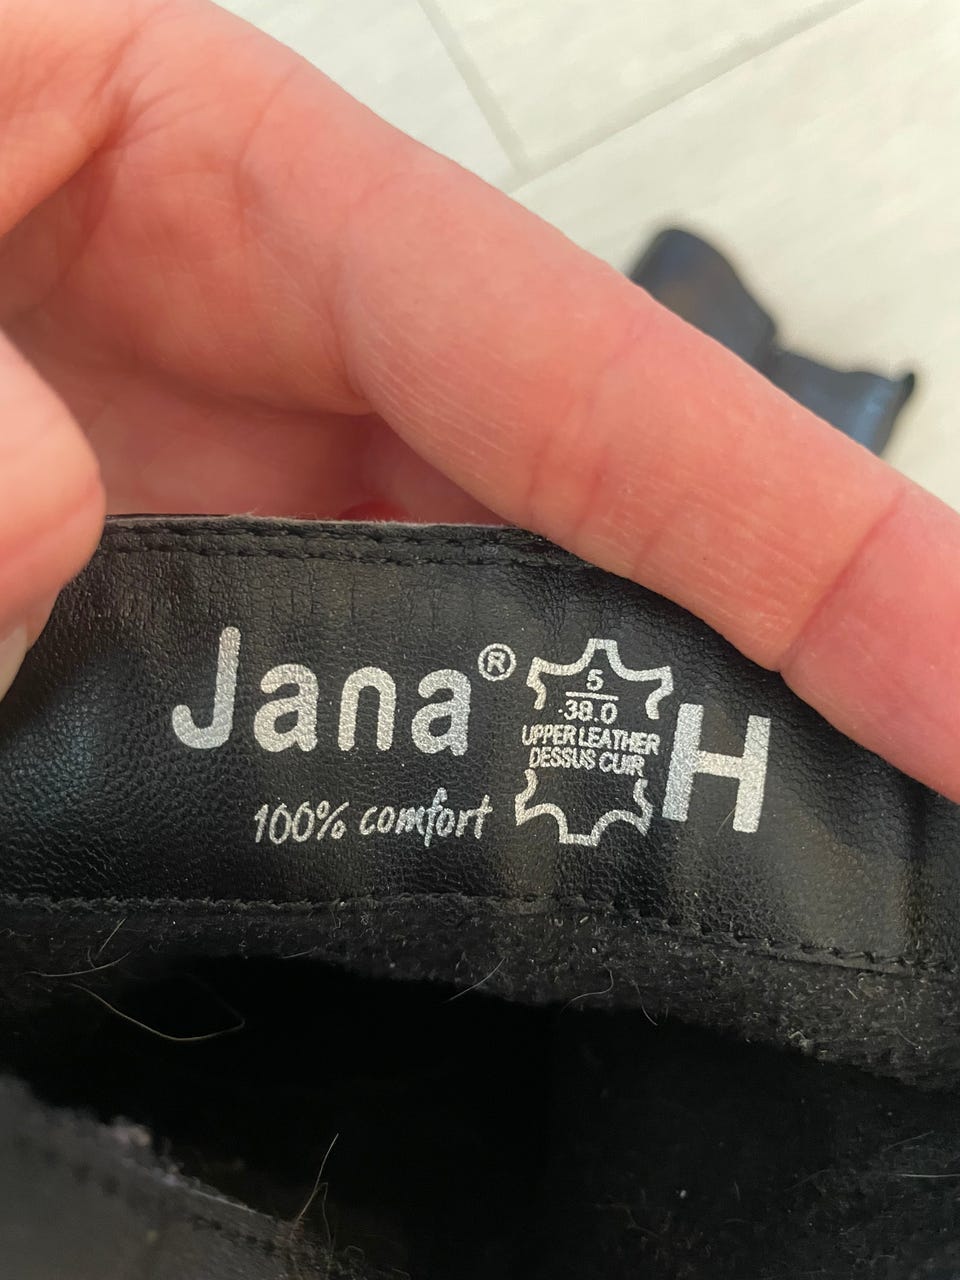 Jana®
100% comfort
5
38.0
UPPER LEATHER
DESSUS CUIR
H